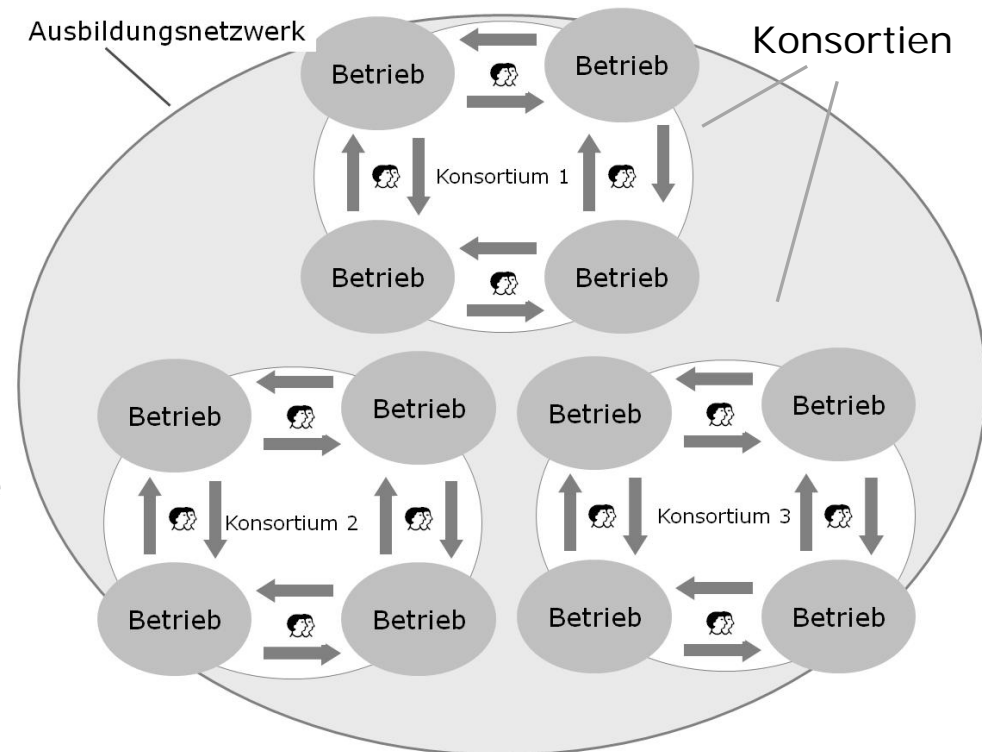 Ausbildungsnetzwerk
Konsortien
Betrieb
Betrieb
Konsortium 1
Betrieb
Betrieb
Betrieb
Betrieb
Konsortium 2
Betrieb
Betrieb
Betrieb
Betrieb
Konsortium 3
Betrieb
Betrieb